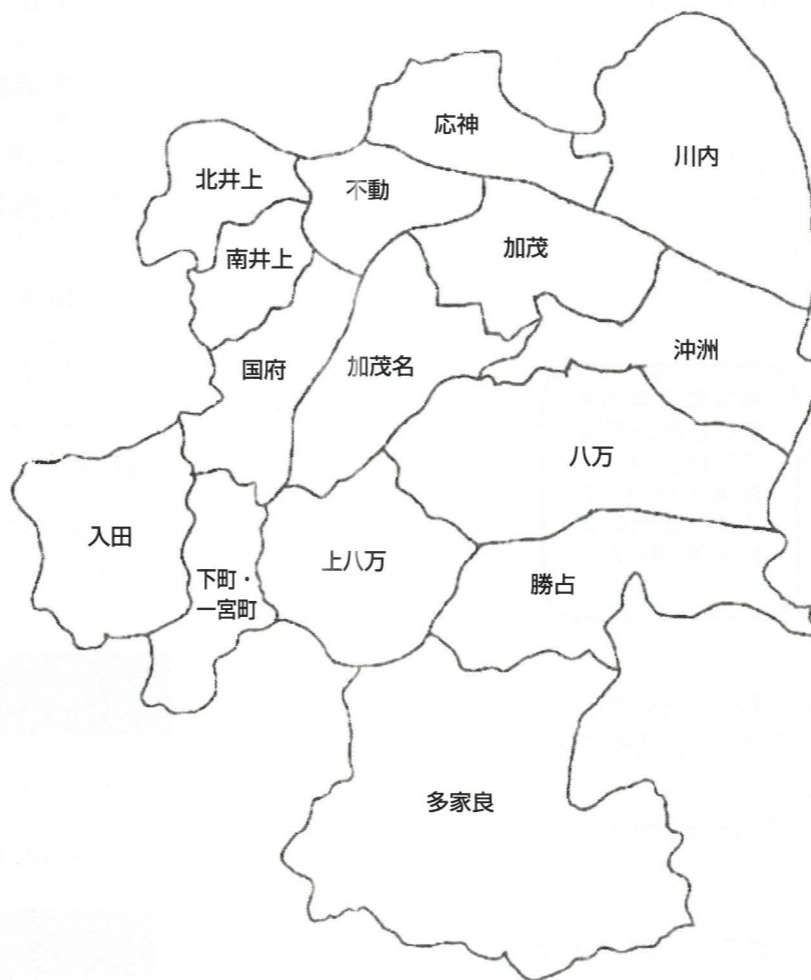 応神
川内
北井上
不動
南井上
加茂
国府
加茂名
沖洲
八万
入田
上八万
下町・
一宮町
勝占
多家良